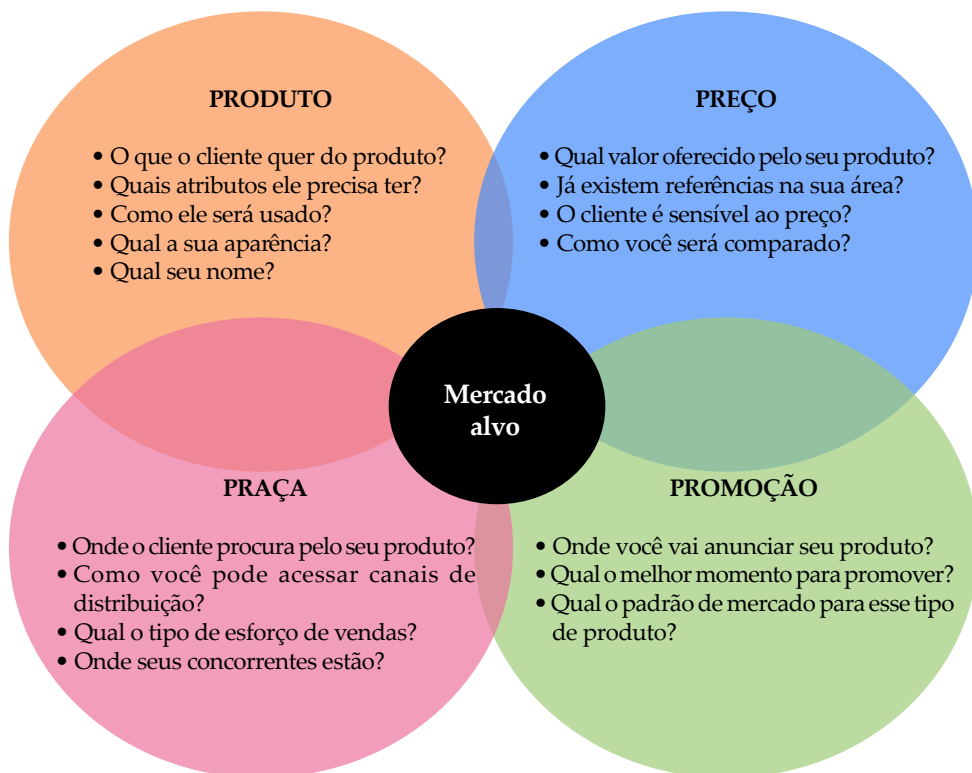 PRODUTO
• O que o cliente quer do produto?
• Quais atributos ele precisa ter?
• Como ele será usado?
• Qual a sua aparência?
• Qual seu nome?
PREÇO
• Qual valor oferecido pelo seu produto?
• Já existem referências na sua área?
• O cliente é sensível ao preço?
• Como você será comparado?
Mercado
alvo
PRAÇA
• Onde o cliente procura pelo seu produto?
• Como você pode acessar canais de
distribuição?
• Qual o tipo de esforço de vendas?
• Onde seus concorrentes estão?
PROMOÇÃO
• Onde você vai anunciar seu produto?
• Qual o melhor momento para promover?
• Qual o padrão de mercado para esse tipo
de produto?